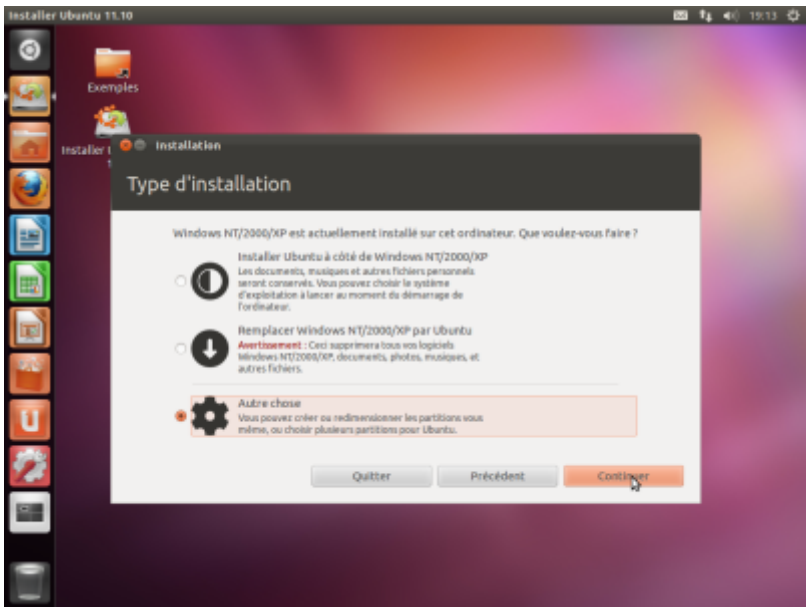 Installer Ubuntu 11.10
19:13
Exemples
Installer
Installation
Type d'installation
Windows NT/2000/XP est actuellement installé sur cet ordinateur. Que voulez-vous faire ?
Installer Ubuntu à côté de Windows NT/2000/XP
Les documents, musiques et autres fichiers personnels
seront conservés. Vous pouvez choisir le système
d'exploitation à lancer au moment du démarrage de
l'ordinateur.
Remplacer Windows NT/2000/XP par Ubuntu
Avertissement : Ceci supprimera tous vos logiciels
Windows NT/2000/XP, documents, photos, musiques, et
autres fichiers.
Autre chose
Vous pouvez créer ou redimensionner les partitions vous
même, ou choisir plusieurs partitions pour Ubuntu.
Quitter
Précédent
Continuer